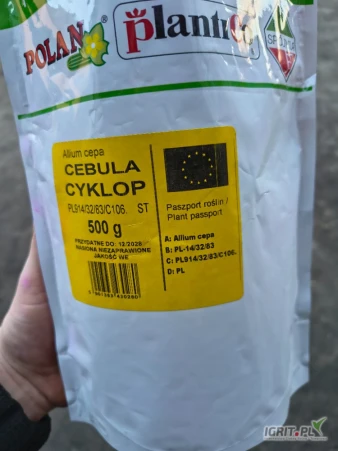 POLAN®
PlantiCo
Allium cepa
CEBULA
CYKLOP
PL914/32/83/C106. ST
500 g
PRZYDATNE DO: 12/2026
NASIONA NIEZAPRAWIONE
JAKOŚĆ WE
Paszport roślin /
Plant passport
A: Allium cepa
B: PL-14/32/83
C: PL914/32/83/C106.
D: PL
IGRIT.PL